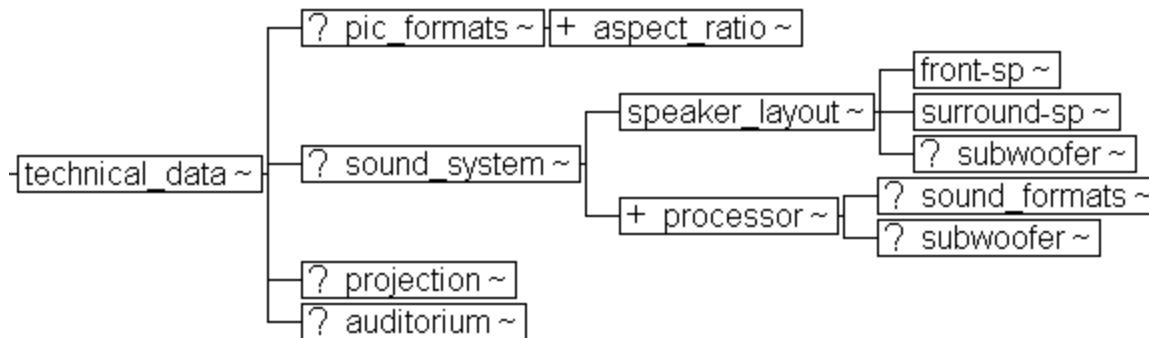 ? pic_formats ~ + aspect_ratio ~
front-sp ~
speaker_layout ~ surround-sp ~
technical_data ~ ? sound_system ~ ? subwoofer ~
+ processor ~ ? sound_formats ~
? subwoofer ~
? projection ~
? auditorium ~